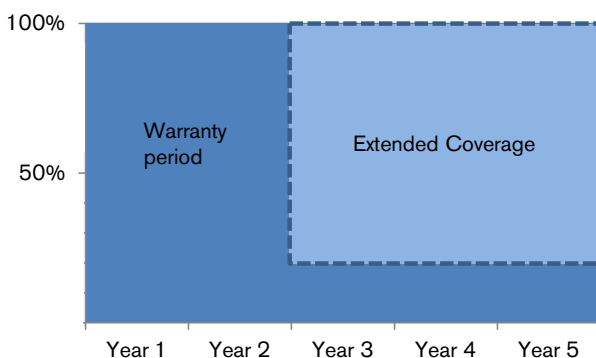 100%
Warranty
period
Extended Coverage
50%
Year 1 Year 2 Year 3 Year 4 Year 5